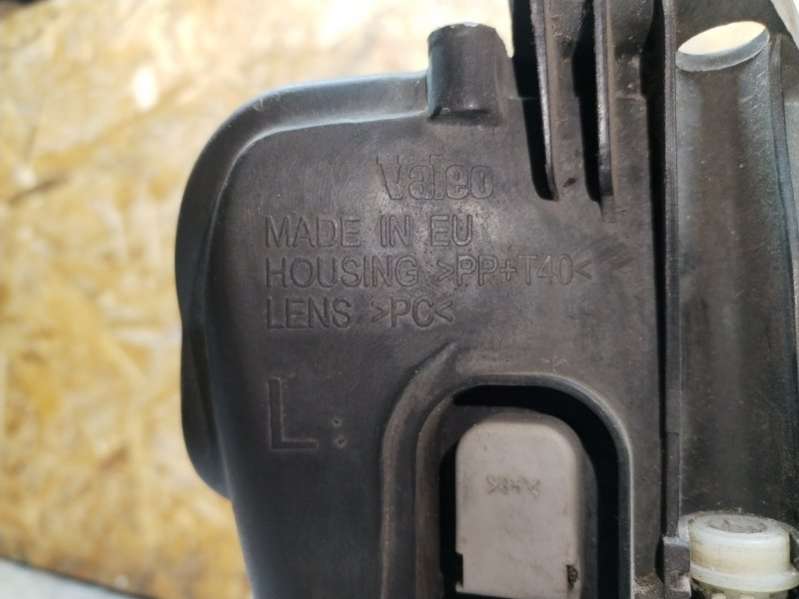 Valeo
MADE IN EU
HOUSING >PP+T40<
LENS >PC<
L: